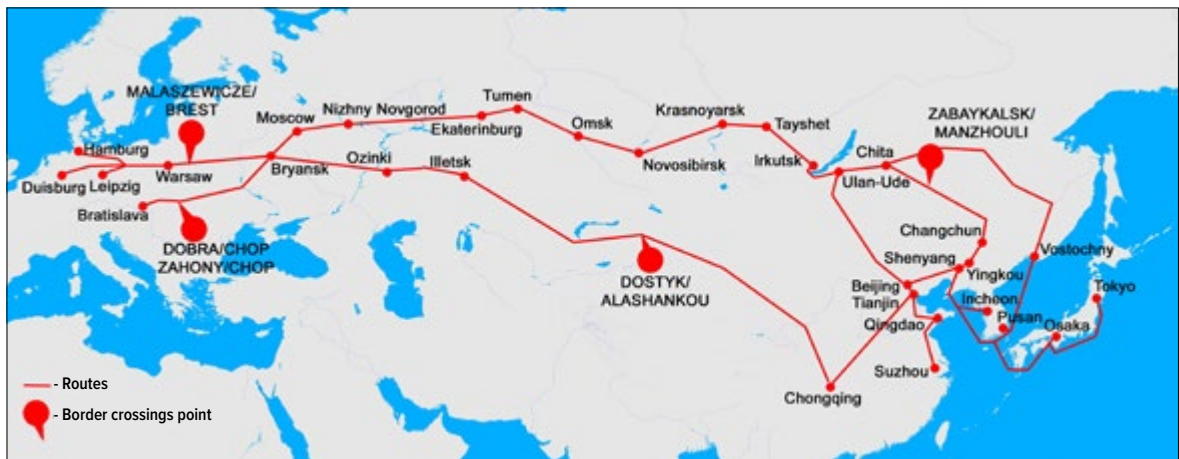 MALASZEWICZE/
BREST
Hamburg
Duisburg
Leipzig
Warsaw
Bratislava
DOBRA/CHOP
ZAHONY/CHOP
Moscow
Bryansk
Nizhny Novgorod
Ozinki
Illetsk
Ekaterinburg
Tumen
Omsk
Novosibirsk
Krasnoyarsk
Tayshet
Irkutsk
Ulan-Ude
Chita
ZABAYKALSK/
MANZHOULI
DOSTYK/
ALASHANKOU
Changchun
Shenyang
Yingkou
Vostochny
Beijing
Tianjin
Incheon
Pusan
Tokyo
Osaka
Qingdao
Suzhou
Chongqing
- Routes
- Border crossings point